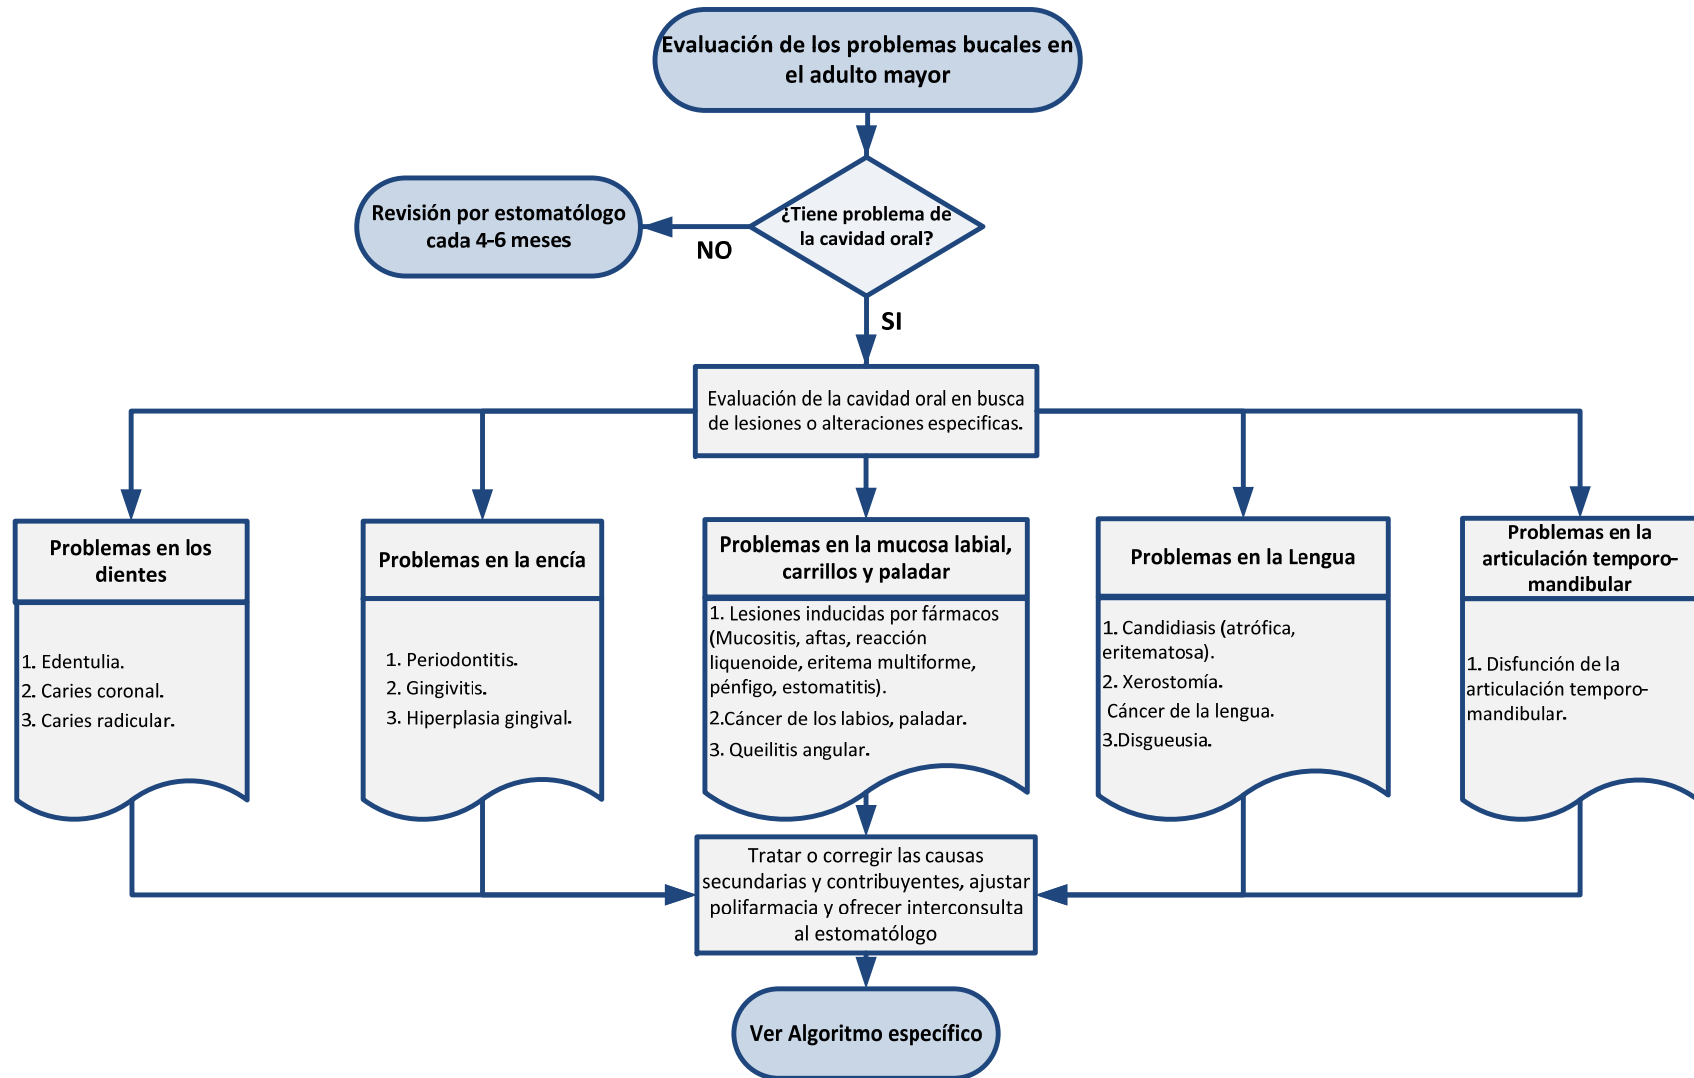 Evaluación de los problemas bucales en
el adulto mayor
¿Tiene problema de
la cavidad oral?
NO
Revisión por estomatólogo
cada 4-6 meses
SI
Evaluación de la cavidad oral en busca
de lesiones o alteraciones especificas.
Problemas en los
dientes
1. Edentulia.
2. Caries coronal.
3. Caries radicular.
Problemas en la encía
1. Periodontitis.
2. Gingivitis.
3. Hiperplasia gingival.
Problemas en la mucosa labial,
carrillos y paladar
1. Lesiones inducidas por fármacos
(Mucositis, aftas, reacción
liquenoide, eritema multiforme,
pénfigo, estomatitis).
2.Cáncer de los labios, paladar.
3. Queilitis angular.
Problemas en la Lengua
1. Candidiasis (atrófica,
eritematosa).
2. Xerostomía.
Cáncer de la lengua.
3.Disgueusia.
Problemas en la
articulación temporo-
mandibular
1. Disfunción de la
articulación temporo-
mandibular.
Tratar o corregir las causas
secundarias y contribuyentes, ajustar
polifarmacia y ofrecer interconsulta
al estomatólogo
Ver Algoritmo específico